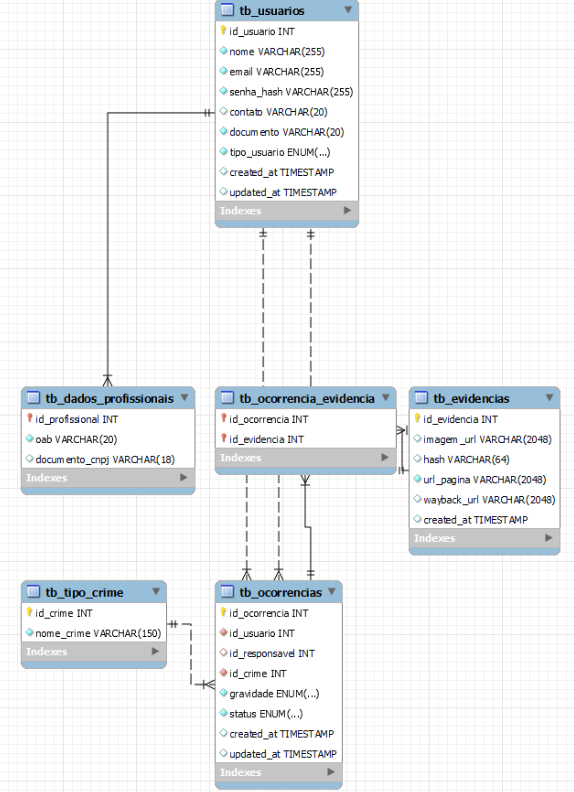 tb_usuarios
id_usuario INT
nome VARCHAR(255)
email VARCHAR(255)
senha_hash VARCHAR(255)
contato VARCHAR(20)
documento VARCHAR(20)
tipo_usuario ENUM(...)
created_at TIMESTAMP
updated_at TIMESTAMP
Indexes
tb_dados_profissionais
id_profissional INT
oab VARCHAR(20)
documento_cnpj VARCHAR(18)
Indexes
tb_ocorrencia_evidencia
id_ocorrencia INT
id_evidencia INT
Indexes
tb_evidencias
id_evidencia INT
imagem_url VARCHAR(2048)
hash VARCHAR(64)
url_pagina VARCHAR(2048)
wayback_url VARCHAR(2048)
created_at TIMESTAMP
Indexes
tb_tipo_crime
id_crime INT
nome_crime VARCHAR(150)
Indexes
tb_ocorrencias
id_ocorrencia INT
id_usuario INT
id_responsavel INT
id_crime INT
gravidade ENUM(...)
status ENUM(...)
created_at TIMESTAMP
updated_at TIMESTAMP
Indexes